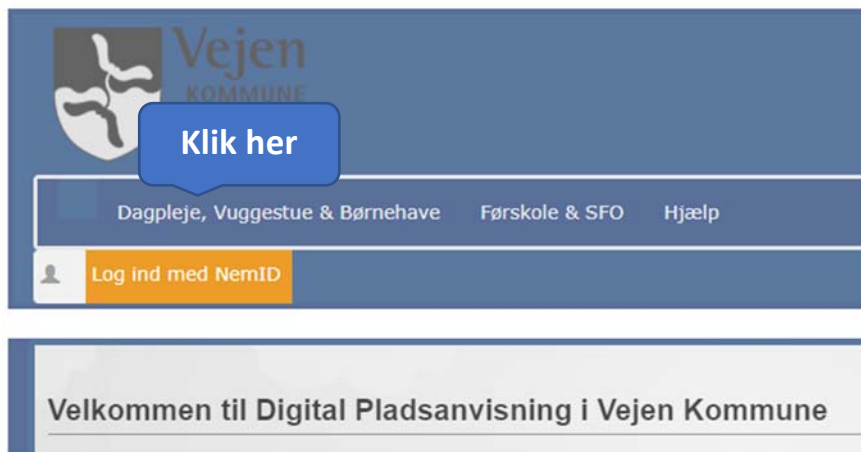 Vejen
KOMMUNE
Klik her
Dagpleje, Vuggestue & Børnehave Førskole & SFO Hjælp
Log ind med NemID
Velkommen til Digital Pladsanvisning i Vejen Kommune